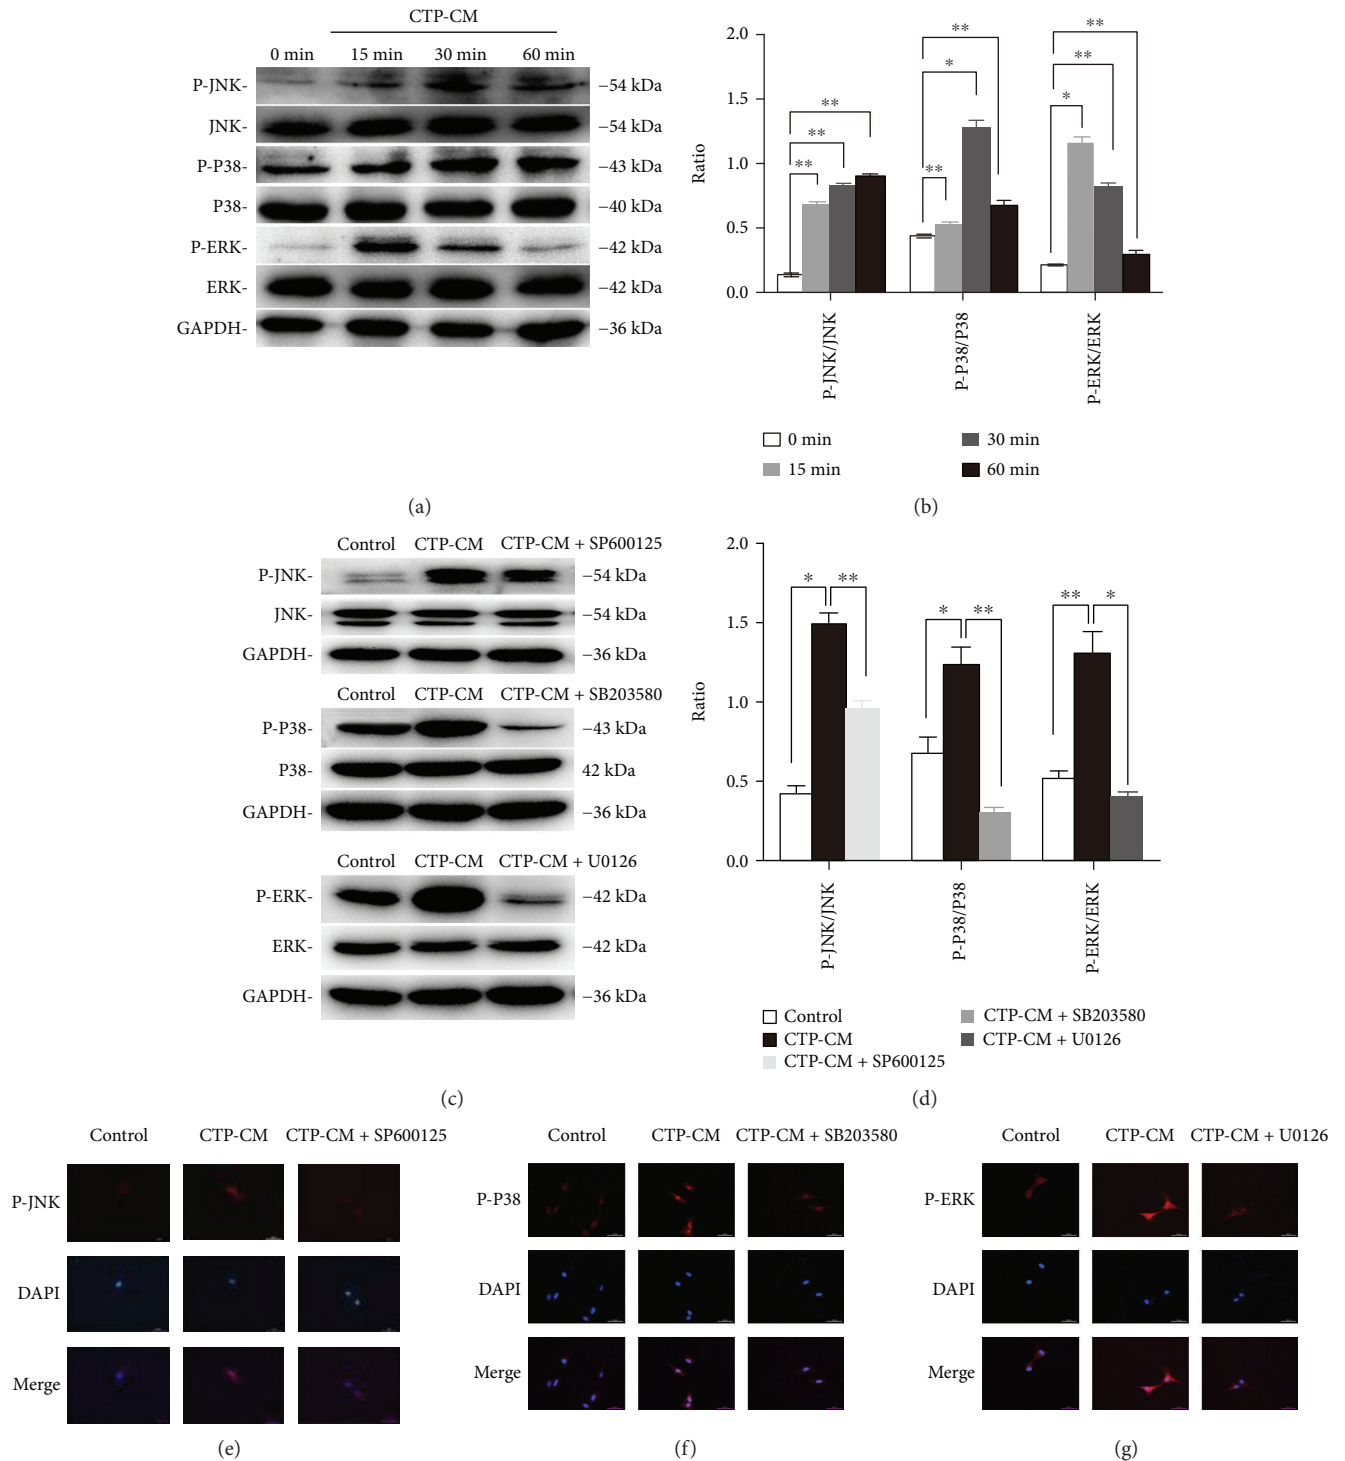 CTP-CM
0 min 15 min 30 min 60 min
P-JNK- –54 kDa
JNK- –54 kDa
P-P38- –43 kDa
P38- –40 kDa
P-ERK- –42 kDa
ERK- –42 kDa
GAPDH- –36 kDa
(a)
2.0
1.5
1.0
0.5
0.0
Ratio
** ** **
** * **
* ** **
P-JNK/JNK
P-P38/P38
P-ERK/ERK
0 min 30 min
15 min 60 min
(b)
Control CTP-CM CTP-CM + SP600125
P-JNK- –54 kDa
JNK- –54 kDa
GAPDH- –36 kDa
Control CTP-CM CTP-CM + SB203580
P-P38- –43 kDa
P38- 42 kDa
GAPDH- –36 kDa
Control CTP-CM CTP-CM + U0126
P-ERK- –42 kDa
ERK- –42 kDa
GAPDH- –36 kDa
(c)
2.0
1.5
1.0
0.5
0.0
Ratio
* **
* **
** *
P-JNK/JNK
P-P38/P38
P-ERK/ERK
Control CTP-CM + SB203580
CTP-CM CTP-CM + U0126
CTP-CM + SP600125
(d)
Control CTP-CM CTP-CM + SP600125
P-JNK
DAPI
Merge
(e)
Control CTP-CM CTP-CM + SB203580
P-P38
DAPI
Merge
(f)
Control CTP-CM CTP-CM + U0126
P-ERK
DAPI
Merge
(g)